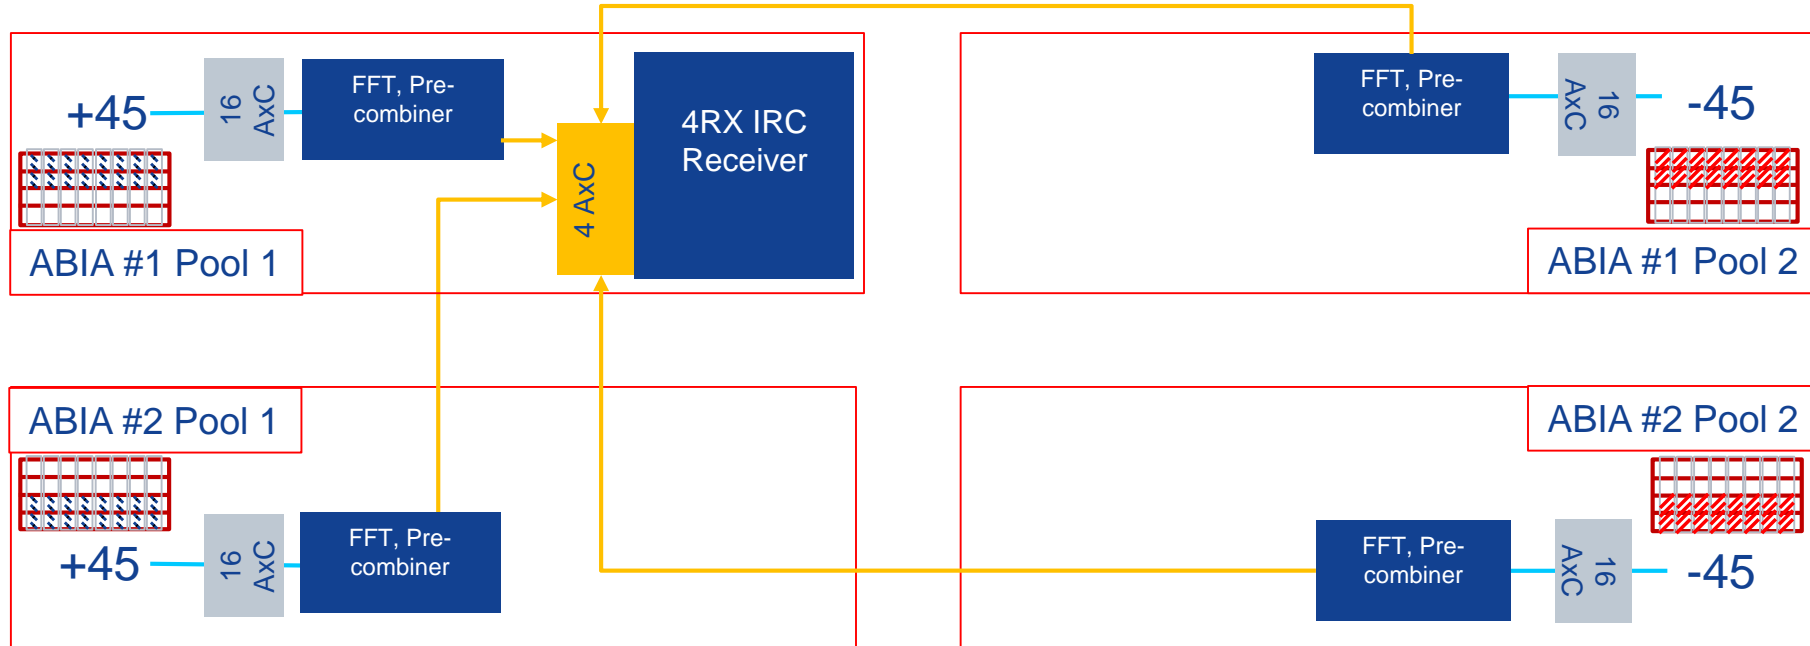 +45
16
AxC
FFT, Pre-
combiner
4 AxC
4RX IRC
Receiver
ABIA #1 Pool 1
FFT, Pre-
combiner
16
AxC
-45
ABIA #1 Pool 2
ABIA #2 Pool 1
+45
16
AxC
FFT, Pre-
combiner
ABIA #2 Pool 2
FFT, Pre-
combiner
16
AxC
-45